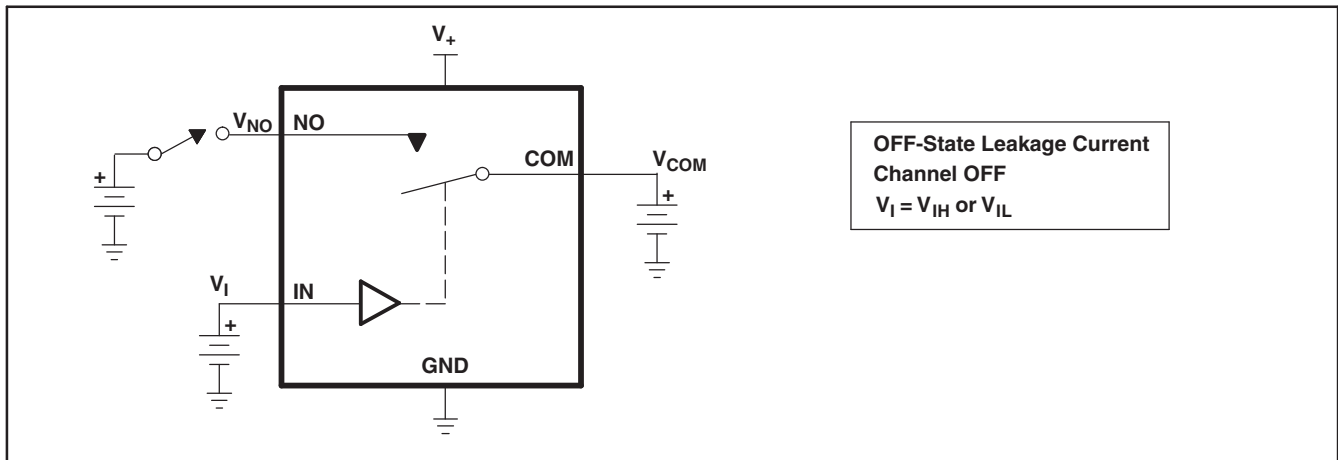 V+
VNO NO
COM VCOM
+
+
VI IN
+
GND
OFF-State Leakage Current
Channel OFF
VI = VIH or VIL